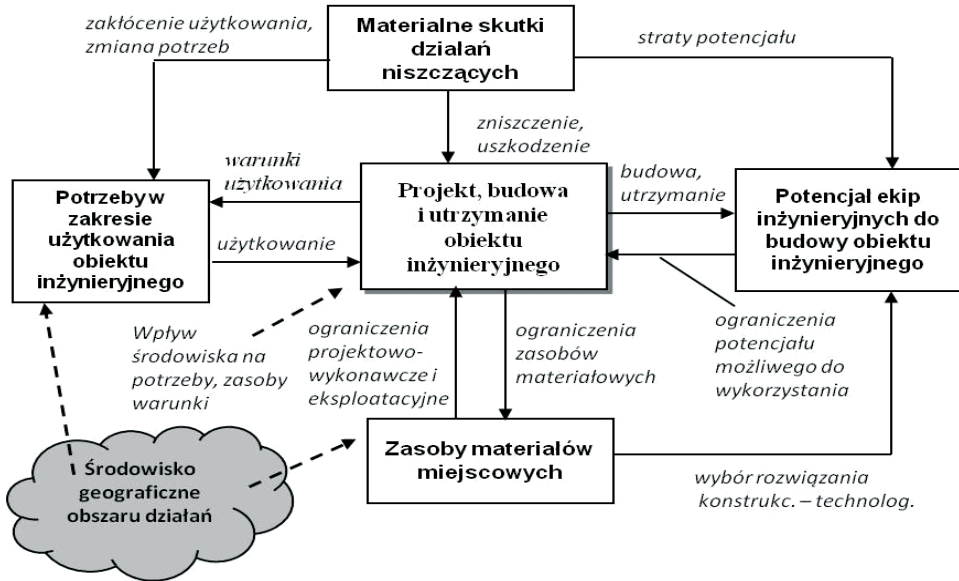 zakłócenie użytkowania,
zmiana potrzeb
Materialne skutki
działań
niszczących
straty potencjału
zniszczenie,
uszkodzenie
warunki
użytkowania
budowa,
utrzymanie
Potrzeby w
zakresie
użytkowania
obiektu
inżynieryjnego
użytkowanie
Projekt, budowa
i utrzymanie
obiektu
inżynieryjnego
Potencjal ekip
inżynieryjnych do
budowy obiektu
inżynieryjnego
Wpływ
środowiska na
potrzeby, zasoby
warunki
ograniczenia
projektowo-
wykonawcze i
eksploatacyjne
ograniczenia
zasobów
materiałowych
ograniczenia
potencjału
możliwego do
wykorzystania
Środowisko
geograficzne
obszaru działań
Zasoby materialów
miejscowych
wybór rozwiązania
konstrukc. – technolog.